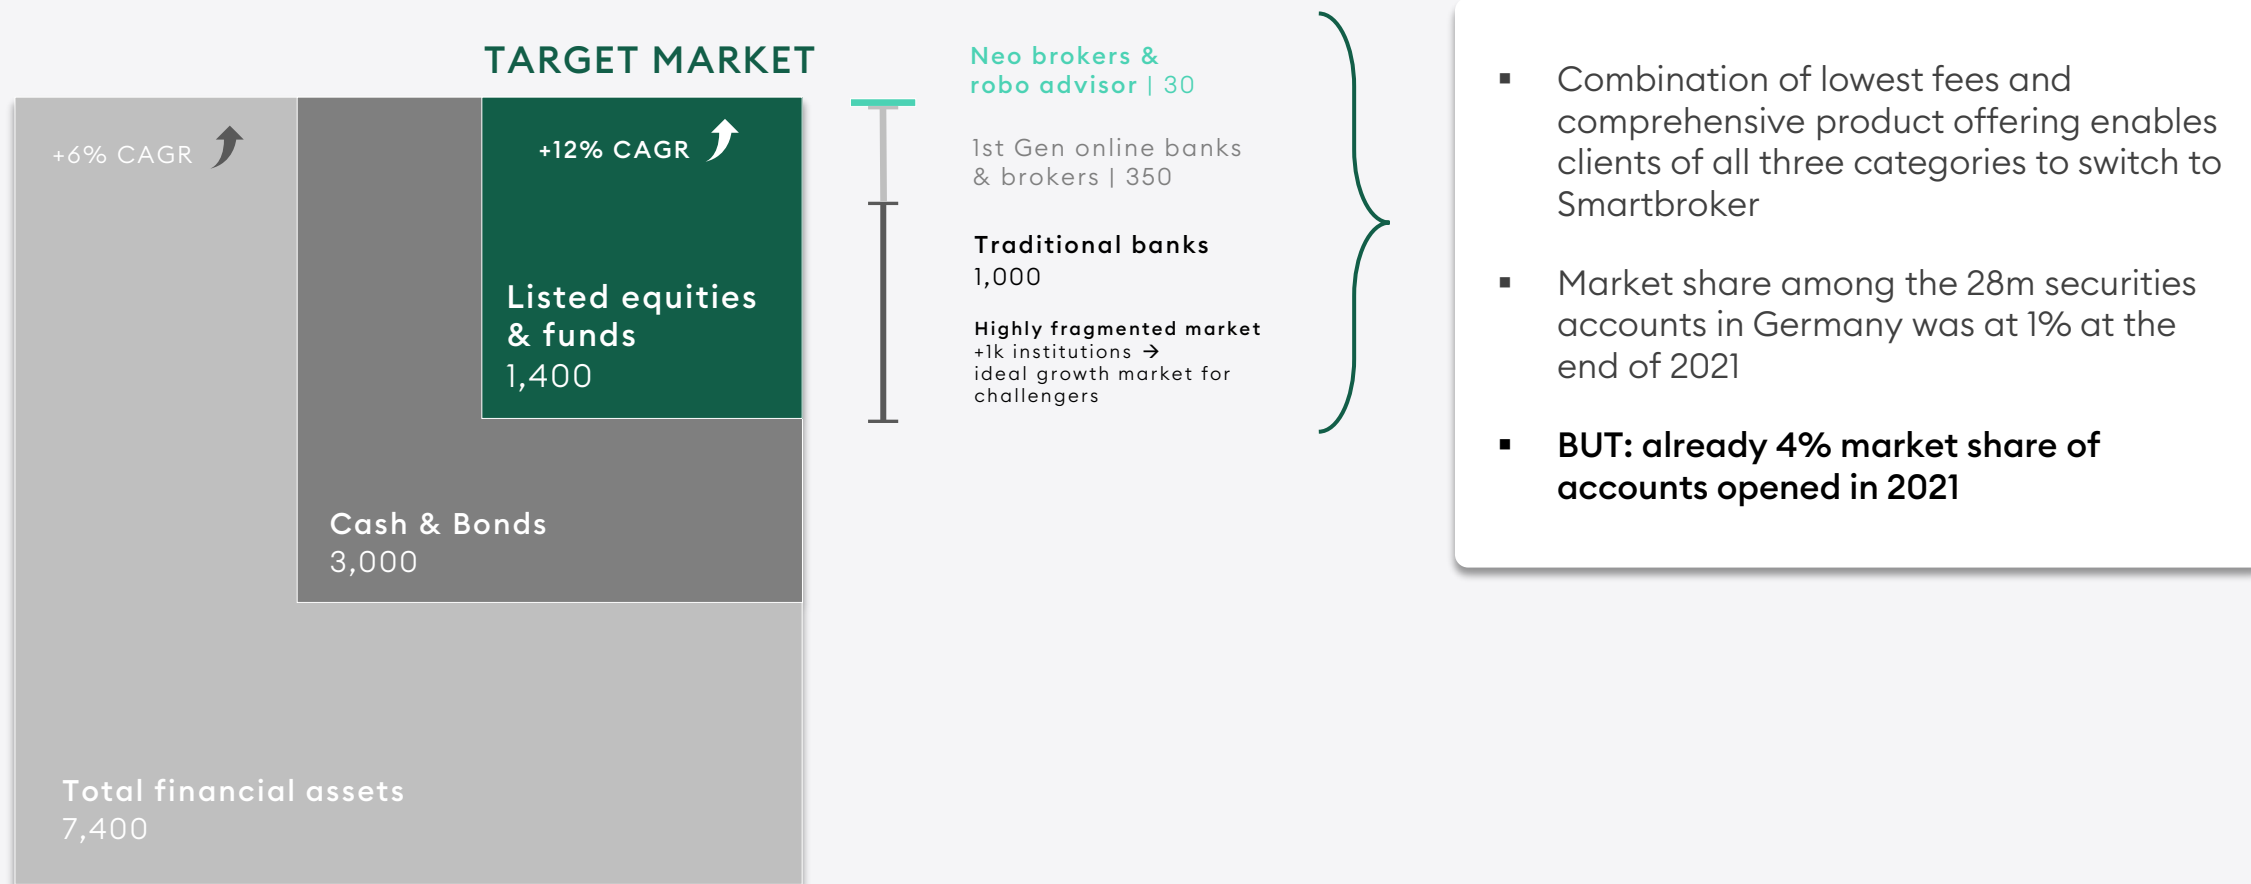 TARGET MARKET
+6% CAGR
+12% CAGR
Listed equities
& funds
1,400
Cash & Bonds
3,000
Total financial assets
7,400
Neo brokers &
robo advisor | 30
1st Gen online banks
& brokers | 350
Traditional banks
1,000
Highly fragmented market
+1k institutions →
ideal growth market for
challengers
▪ Combination of lowest fees and
comprehensive product offering enables
clients of all three categories to switch to
Smartbroker
▪ Market share among the 28m securities
accounts in Germany was at 1% at the
end of 2021
▪ BUT: already 4% market share of
accounts opened in 2021